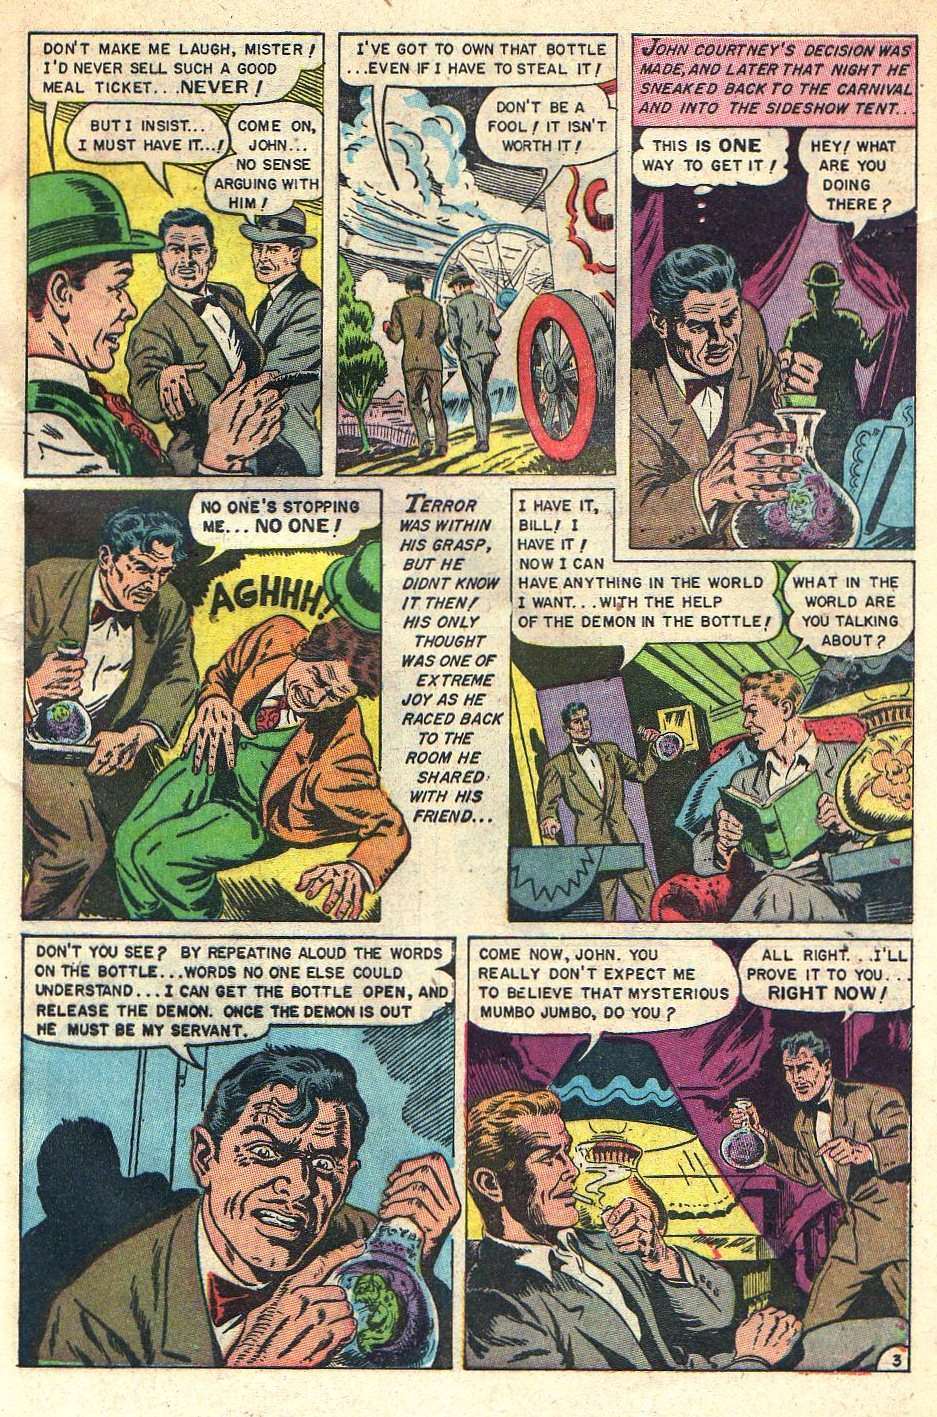 DON'T MAKE ME LAUGH, MISTER!
I'D NEVER SELL SUCH A GOOD
MEAL TICKET...NEVER!
BUT I INSIST...
I MUST HAVE IT...!
COME ON,
JOHN...
NO SENSE
ARGUING WITH
HIM!
I'VE GOT TO OWN THAT BOTTLE
...EVEN IF I HAVE TO STEAL IT!
DON'T BE A
FOOL! IT ISN'T
WORTH IT!
JOHN COURTNEY'S DECISION WAS
MADE, AND LATER THAT NIGHT HE
SNEAKED BACK TO THE CARNIVAL
AND INTO THE SIDESHOW TENT...
THIS IS ONE
WAY TO GET IT!
HEY! WHAT
ARE YOU
DOING
THERE?
NO ONE'S STOPPING
ME... NO ONE!
AGHHH!
TERROR
WAS WITHIN
HIS GRASP,
BUT HE
DIDNT KNOW
IT THEN!
HIS ONLY
THOUGHT
WAS ONE OF
EXTREME
JOY AS HE
RACED BACK
TO THE
ROOM HE
SHARED
WITH HIS
FRIEND...
I HAVE IT,
BILL! I
HAVE IT!
NOW I CAN
HAVE ANYTHING IN THE WORLD
I WANT...WITH THE HELP
OF THE DEMON IN THE BOTTLE!
WHAT IN THE
WORLD ARE
YOU TALKING
ABOUT?
DON'T YOU SEE? BY REPEATING ALOUD THE WORDS
ON THE BOTTLE...WORDS NO ONE ELSE COULD
UNDERSTAND...I CAN GET THE BOTTLE OPEN, AND
RELEASE THE DEMON. ONCE THE DEMON IS OUT
HE MUST BE MY SERVANT.
COME NOW, JOHN. YOU
REALLY DON'T EXPECT ME
TO BELIEVE THAT MYSTERIOUS
MUMBO JUMBO, DO YOU?
ALL RIGHT...I'LL
PROVE IT TO YOU...
RIGHT NOW!
3